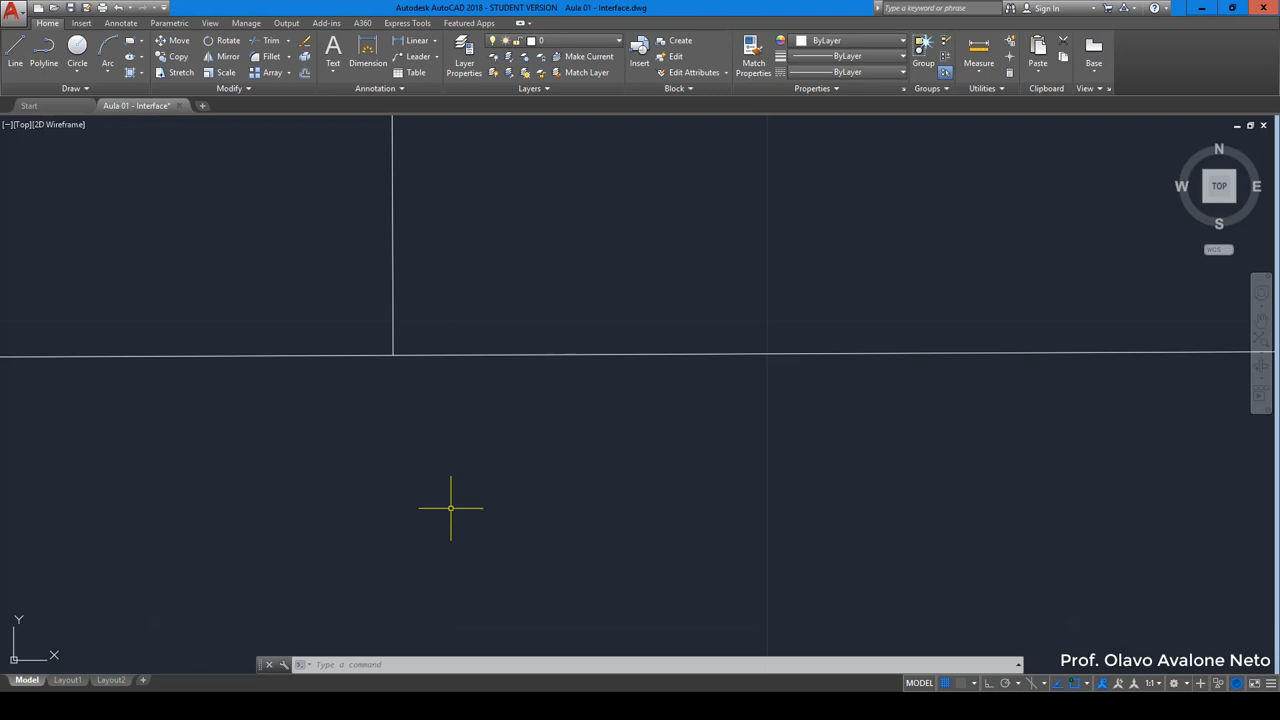 A
Autodesk AutoCAD 2018 - STUDENT VERSION Aula 01 - Interface.dwg
Type a keyword or phrase
Sign In
Home Insert Annotate Parametric View Manage Output Add-ins A360 Express Tools Featured Apps
Line Polyline Circle Arc
Move Rotate Trim
Copy Mirror Fillet
Stretch Scale Array
A
Text Dimension
Linear
Leader
Table
Layer
Properties
0
Make Current
Match Layer
Insert
Create
Edit
Edit Attributes
Match
Properties
ByLayer
ByLayer
ByLayer
Group
Measure
Paste
Base
Draw Modify Annotation Layers Block Properties Groups Utilities Clipboard View
Start Aula 01 - Interface*
[−][Top][2D Wireframe]
N
W TOP E
S
WCS
Y
X
Type a command
Prof. Olavo Avalone Neto
Model Layout1 Layout2
MODEL
1:1